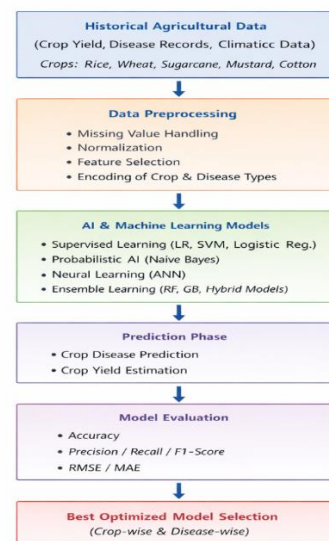 Historical Agricultural Data
(Crop Yield, Disease Records, Climaticc Data)
Crops: Rice, Wheat, Sugarcane, Mustard, Cotton
Data Preprocessing
• Missing Value Handling
• Normalization
• Feature Selection
• Encoding of Crop & Disease Types
AI & Machine Learning Models
• Supervised Learning (LR, SVM, Logistic Reg.)
• Probabilistic AI (Naive Bayes)
• Neural Learning (ANN)
• Ensemble Learning (RF, GB, Hybrid Models)
Prediction Phase
• Crop Disease Prediction
• Crop Yield Estimation
Model Evaluation
• Accuracy
• Precision / Recall / F1-Score
• RMSE / MAE
Best Optimized Model Selection
(Crop-wise & Disease-wise)